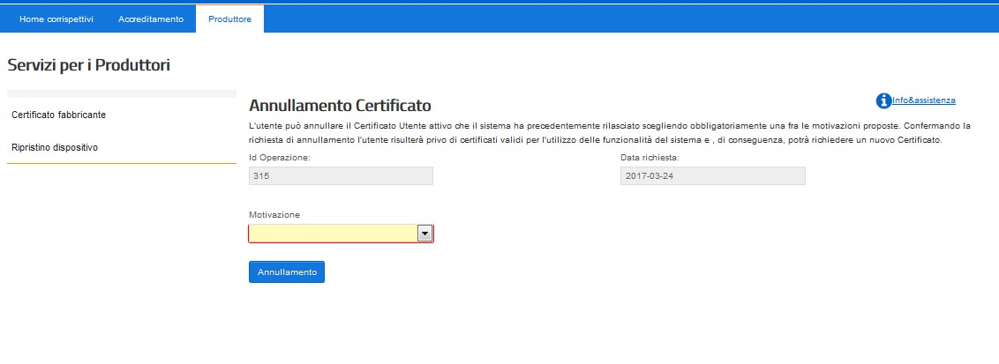 Home corrispettivi Accreditamento Produttore
Servizi per i Produttori
Certificato fabbricante
Ripristino dispositivo
Annullamento Certificato
Info&assistenza
L'utente può annullare il Certificato Utente attivo che il sistema ha precedentemente rilasciato scegliendo obbligatoriamente una fra le motivazioni proposte. Confermando la
richiesta di annullamento l'utente risulterà privo di certificati validi per l'utilizzo delle funzionalità del sistema e , di conseguenza, potrà richiedere un nuovo Certificato.
Id Operazione: Data richiesta:
315 2017-03-24
Motivazione
Annullamento